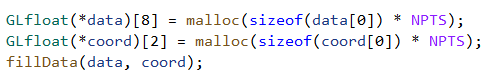 GLfloat(*data)[8] = malloc(sizeof(data[0]) * NPTS);
GLfloat(*coord)[2] = malloc(sizeof(coord[0]) * NPTS);
fillData(data, coord);